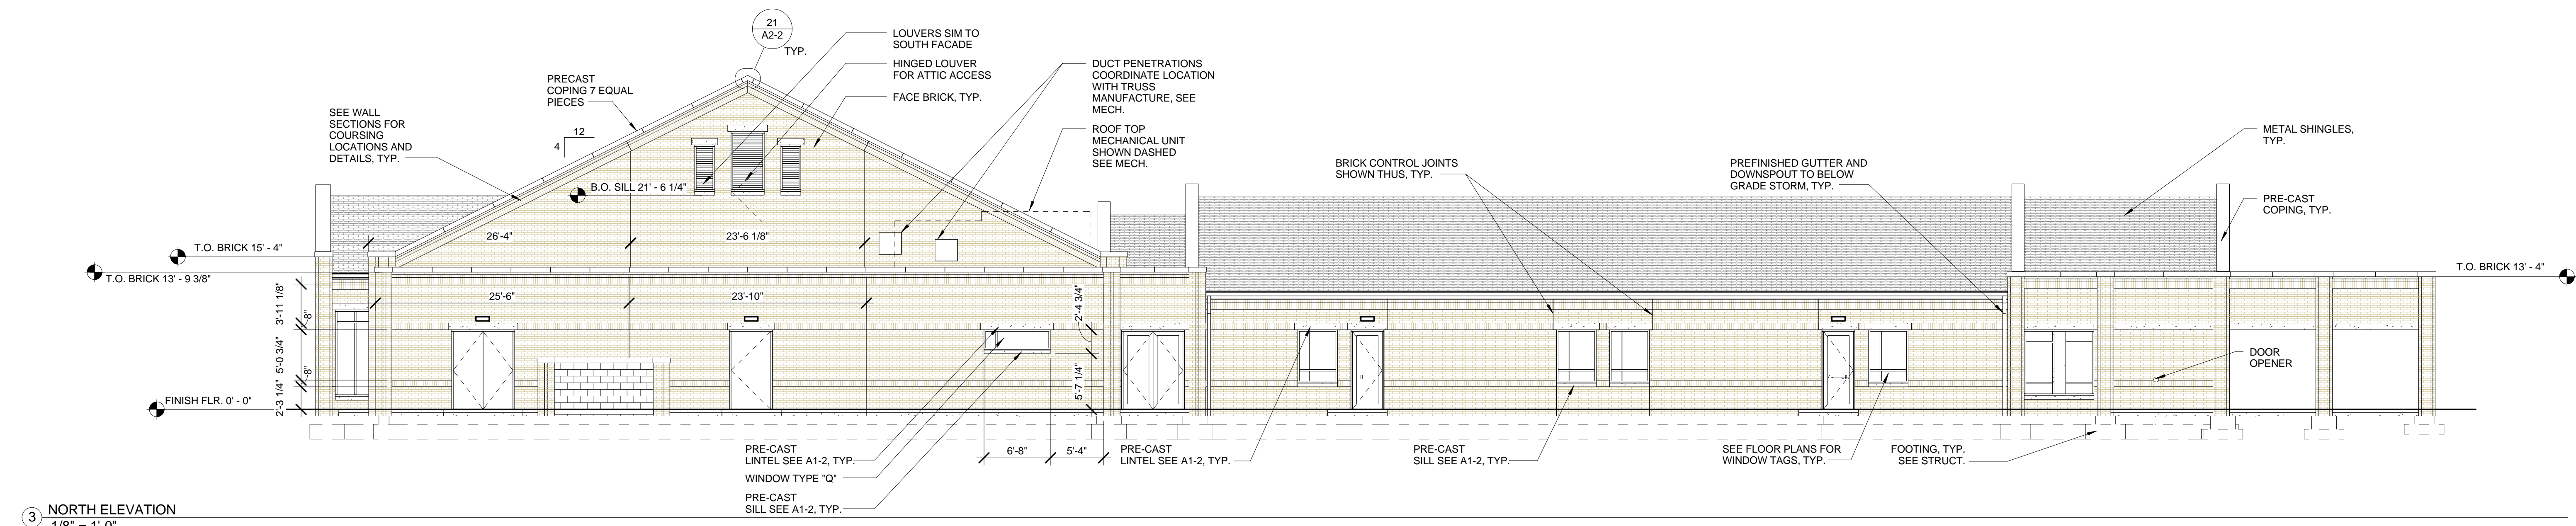 21
A2-2
TYP.
LOUVERS SIM TO
SOUTH FACADE
HINGED LOUVER
FOR ATTIC ACCESS
FACE BRICK, TYP.
DUCT PENETRATIONS
COORDINATE LOCATION
WITH TRUSS
MANUFACTURE, SEE
MECH.
ROOF TOP
MECHANICAL UNIT
SHOWN DASHED
SEE MECH.
PRECAST
COPING 7 EQUAL
PIECES
SEE WALL
SECTIONS FOR
COURSING
LOCATIONS AND
DETAILS, TYP.
12
4
B.O. SILL 21' - 6 1/4"
BRICK CONTROL JOINTS
SHOWN THUS, TYP.
PREFINISHED GUTTER AND
DOWNSPOUT TO BELOW
GRADE STORM, TYP.
METAL SHINGLES,
TYP.
PRE-CAST
COPING, TYP.
T.O. BRICK 15' - 4"
T.O. BRICK 13' - 9 3/8"
26'-4"
23'-6 1/8"
T.O. BRICK 13' - 4"
25'-6"
23'-10"
3'-11 1/8"
8"
5'-0 3/4"
8"
2'-3 1/4"
2'-4 3/4"
5'-7 1/4"
FINISH FLR. 0' - 0"
DOOR
OPENER
PRE-CAST
LINTEL SEE A1-2, TYP.
WINDOW TYPE "Q"
PRE-CAST
SILL SEE A1-2, TYP.
6'-8"
5'-4"
PRE-CAST
LINTEL SEE A1-2, TYP.
PRE-CAST
SILL SEE A1-2, TYP.
SEE FLOOR PLANS FOR
WINDOW TAGS, TYP.
FOOTING, TYP.
SEE STRUCT.
3
NORTH ELEVATION
1/8" = 1'-0"